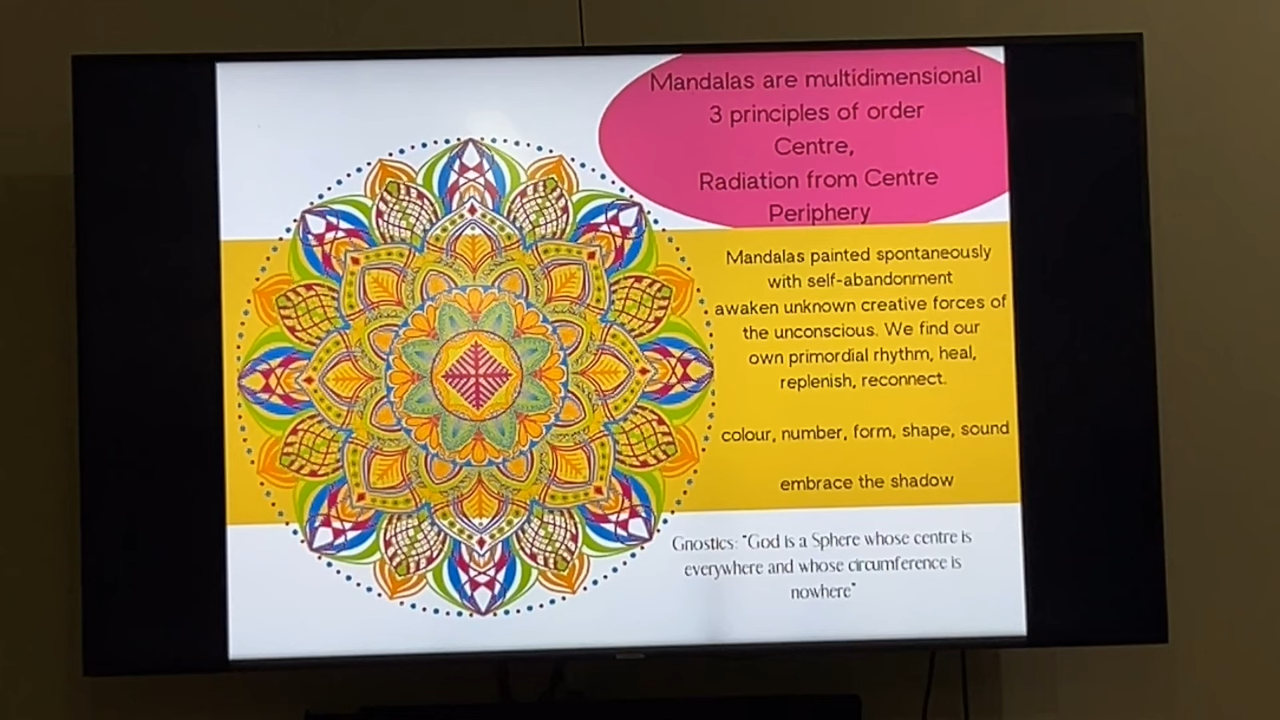 Mandalas are multidimensional
3 principles of order
Centre,
Radiation from Centre
Periphery
Mandalas painted spontaneously
with self-abandonment
awaken unknown creative forces of
the unconscious. We find our
own primordial rhythm, heal,
replenish, reconnect.
colour, number, form, shape, sound
embrace the shadow
Gnostics: "God is a Sphere whose centre is
everywhere and whose circumference is
nowhere"